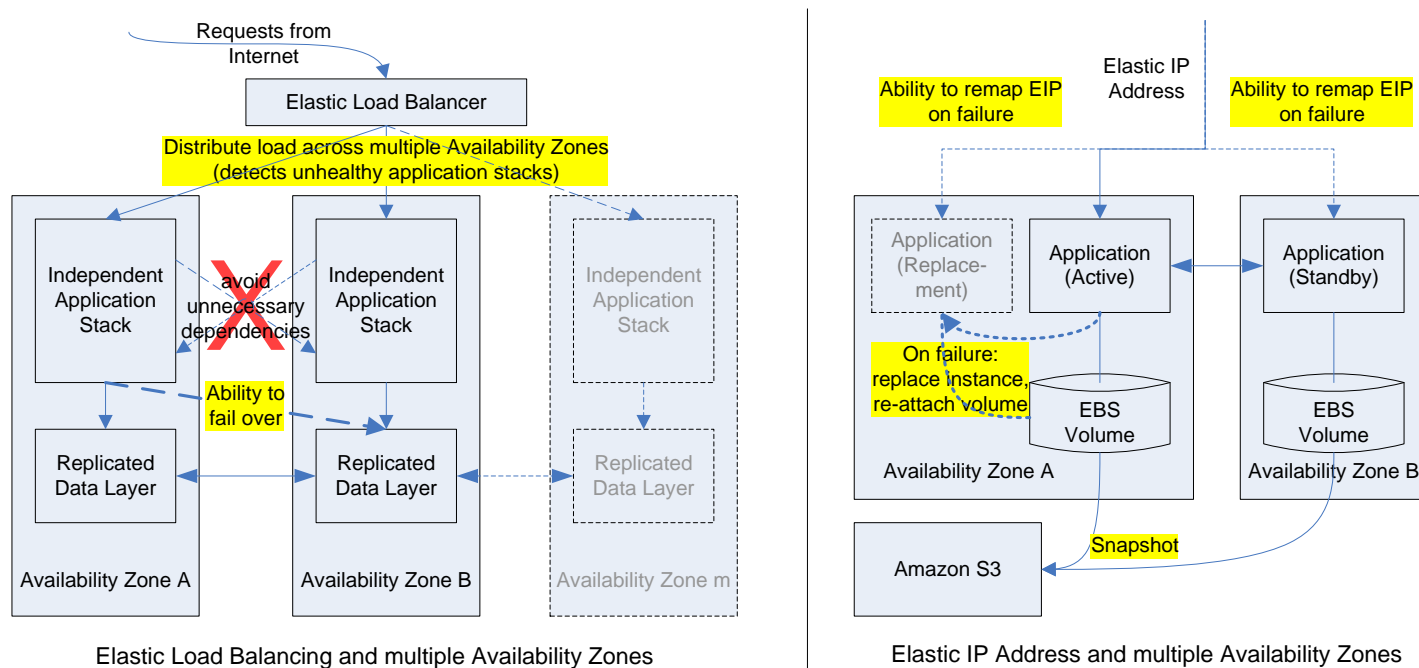 Requests from
Internet
Elastic Load Balancer
Distribute load across multiple Availability Zones
(detects unhealthy application stacks)
Independent
Application
Stack
avoid
unnecessary
dependencies
Independent
Application
Stack
Independent
Application
Stack
Ability to
fail over
Replicated
Data Layer
Replicated
Data Layer
Replicated
Data Layer
Availability Zone A
Availability Zone B
Availability Zone m
Elastic Load Balancing and multiple Availability Zones
Elastic IP
Address
Ability to remap EIP
on failure
Ability to remap EIP
on failure
Application
(Replace-
ment)
Application
(Active)
Application
(Standby)
On failure:
replace instance,
re-attach volume
EBS
Volume
EBS
Volume
Availability Zone A
Availability Zone B
Snapshot
Amazon S3
Elastic IP Address and multiple Availability Zones